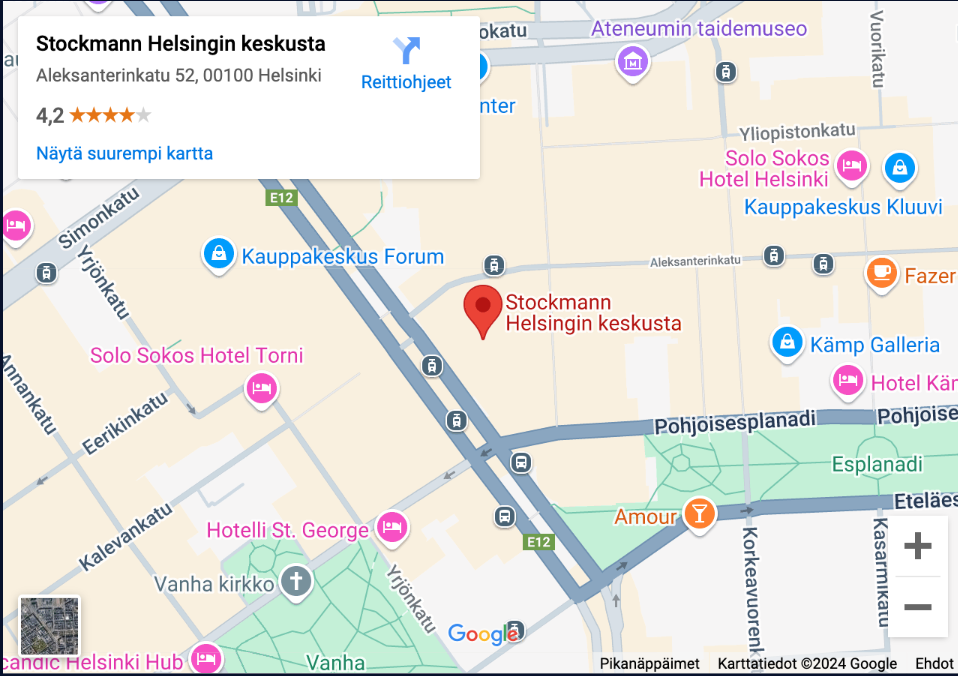 Stockmann Helsingin keskusta
Aleksanterinkatu 52, 00100 Helsinki
Reittiohjeet
4,2
Näytä suurempi kartta
okatu
Ateneumin taidemuseo
Vuorikatu
nter
Yliopistonkatu
Solo Sokos
Hotel Helsinki
Kauppakeskus Kluuvi
E12
Simonkatu
Kauppakeskus Forum
Aleksanterinkatu
Fazer
Yrjönkatu
Stockmann
Helsingin keskusta
Kämp Galleria
Solo Sokos Hotel Torni
Hotel Käm
Annankatu
Eerikinkatu
Pohjoisesplanadi
Pohjoise
Esplanadi
Eteläes
Amour
Kalevankatu
Hotelli St. George
E12
Korkeavuorenk
Kasarmikatu
Vanha kirkko
Yrjönkatu
Google
candic Helsinki Hub
Vanha
Pikanäppäimet
Karttatiedot ©2024 Google
Ehdot